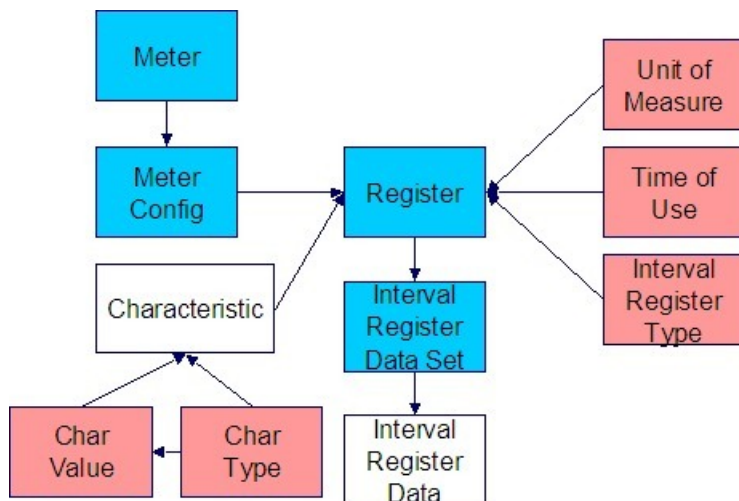 Meter
Unit of
Measure
Meter
Config
Register
Time of
Use
Characteristic
Interval
Register
Data Set
Interval
Register
Type
Char
Value
Char
Type
Interval
Register
Data